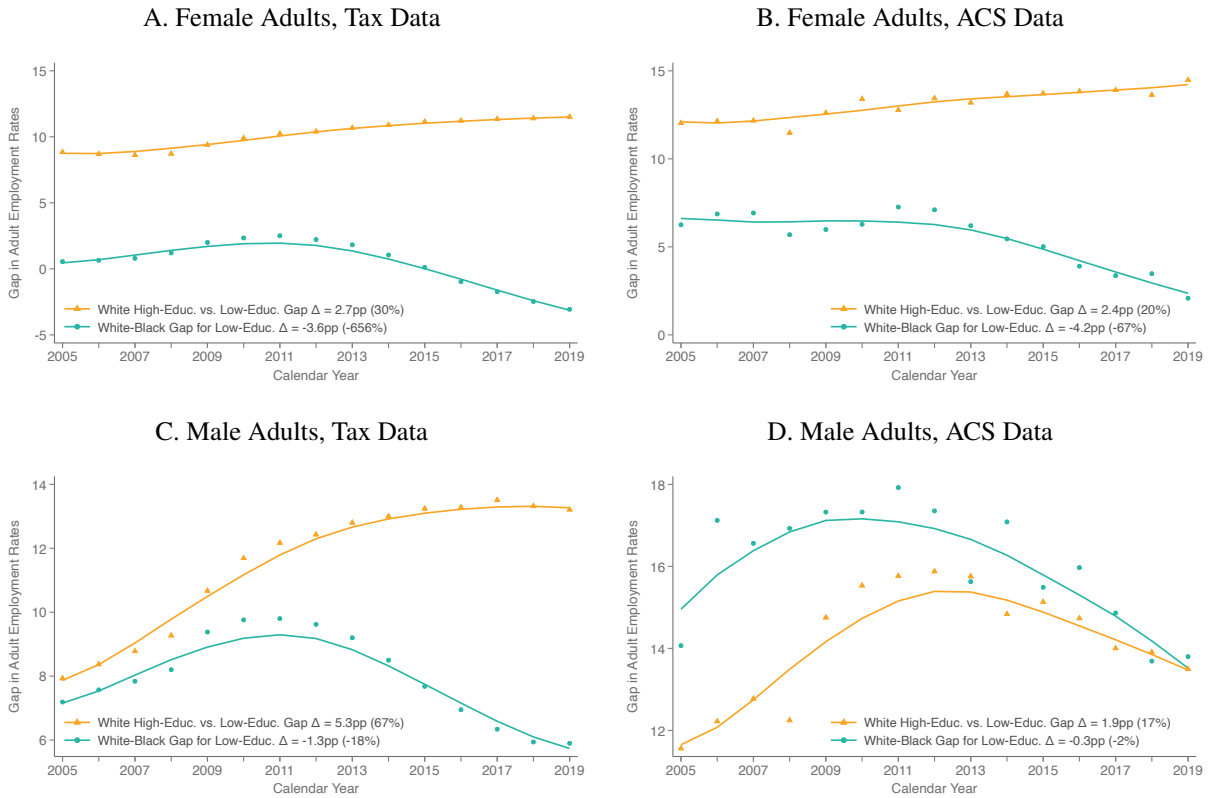 A. Female Adults, Tax Data
Gap in Adult Employment Rates
15
10
5
0
-5
White High-Educ. vs. Low-Educ. Gap Δ = 2.7pp (30%)
White-Black Gap for Low-Educ. Δ = -3.6pp (-656%)
2005 2007 2009 2011 2013 2015 2017 2019
Calendar Year
B. Female Adults, ACS Data
Gap in Adult Employment Rates
15
10
5
0
White High-Educ. vs. Low-Educ. Gap Δ = 2.4pp (20%)
White-Black Gap for Low-Educ. Δ = -4.2pp (-67%)
2005 2007 2009 2011 2013 2015 2017 2019
Calendar Year
C. Male Adults, Tax Data
Gap in Adult Employment Rates
14
12
10
8
6
White High-Educ. vs. Low-Educ. Gap Δ = 5.3pp (67%)
White-Black Gap for Low-Educ. Δ = -1.3pp (-18%)
2005 2007 2009 2011 2013 2015 2017 2019
Calendar Year
D. Male Adults, ACS Data
Gap in Adult Employment Rates
18
16
14
12
White High-Educ. vs. Low-Educ. Gap Δ = 1.9pp (17%)
White-Black Gap for Low-Educ. Δ = -0.3pp (-2%)
2005 2007 2009 2011 2013 2015 2017 2019
Calendar Year